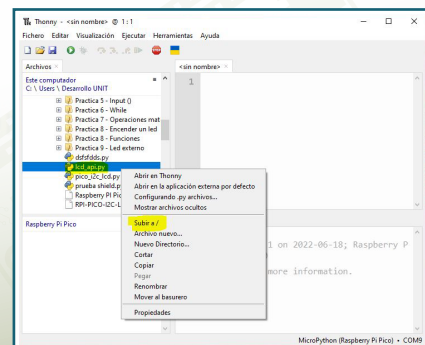 Thonny - <sin nombre> @ 1:1
Fichero Editar Visualización Ejecutar Herramientas Ayuda
Archivos
Este computador
C: \ Users \ Desarrollo UNIT
Practica 5 - Input ()
Practica 6 - While
Practica 7 - Operaciones mat
Practica 8 - Encender un led
Practica 8 - Funciones
Practica 9 - Led externo
dsfsfdds.py
lcd_api.py
pico_i2c_lcd.py
prueba shield.p
Raspberry PI Pic
RPI-PICO-I2C-L
Raspberry Pi Pico
<sin nombre>
1
Abrir en Thonny
Abrir en la aplicación externa por defecto
Configurando .py archivos...
Mostrar archivos ocultos
Subir a /
Archivo nuevo...
Nuevo Directorio...
Cortar
Copiar
Pegar
Renombrar
Mover al basurero
Propiedades
1 on 2022-06-18; Raspberry P
more information.
MicroPython (Raspberry Pi Pico) • COM9